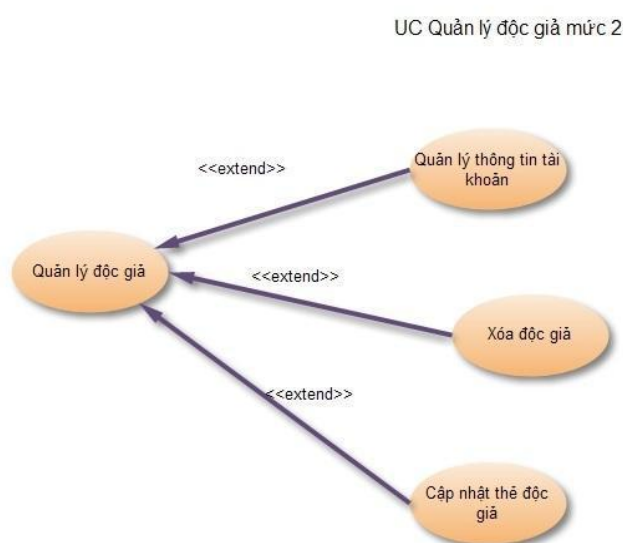 UC Quản lý độc giả mức 2
Quản lý thông tin tài
khoản
<<extend>>
Quản lý độc giả
<<extend>>
Xóa độc giả
<<extend>>
Cập nhật thẻ độc
giả